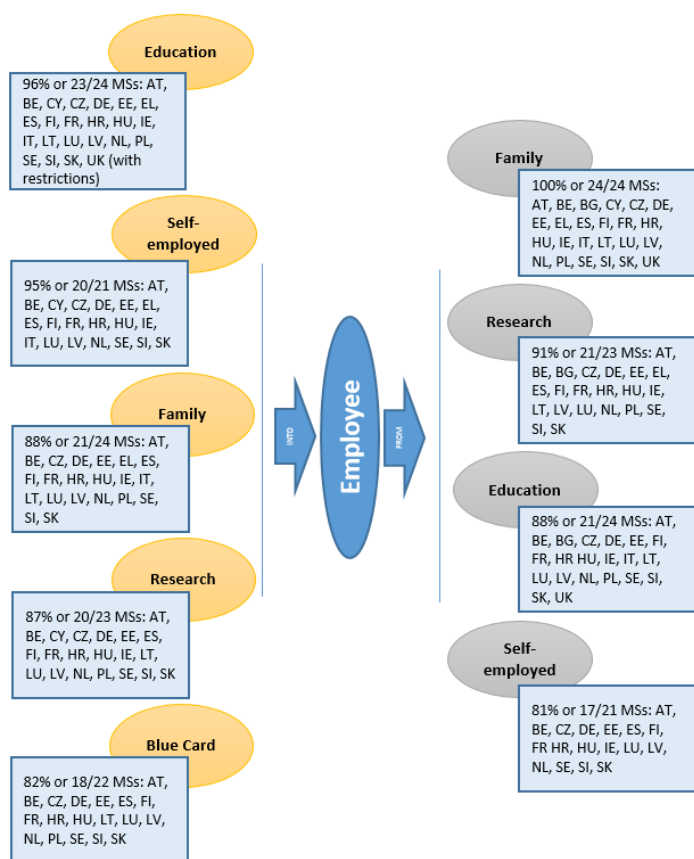 Education
96% or 23/24 MSs: AT,
BE, CY, CZ, DE, EE, EL,
ES, FI, FR, HR, HU, IE,
IT, LT, LU, LV, NL, PL,
SE, SI, SK, UK (with
restrictions)
Self-
employed
95% or 20/21 MSs: AT,
BE, CY, CZ, DE, EE, EL,
ES, FI, FR, HR, HU, IE,
IT, LU, LV, NL, SE, SI, SK
Family
88% or 21/24 MSs: AT,
BE, CZ, DE, EE, EL, ES,
FI, FR, HR, HU, IE, IT,
LT, LU, LV, NL, PL, SE,
SI, SK
Research
87% or 20/23 MSs: AT,
BE, CY, CZ, DE, EE, ES,
FI, FR, HR, HU, IE, LT,
LU, LV, NL, PL, SE, SI, SK
Blue Card
82% or 18/22 MSs: AT,
BE, CZ, DE, EE, ES, FI,
FR, HR, HU, LT, LU, LV,
NL, PL, SE, SI, SK
INTO
Employee
FROM
Family
100% or 24/24 MSs:
AT, BE, BG, CY, CZ, DE,
EE, EL, ES, FI, FR, HR,
HU, IE, IT, LT, LU, LV,
NL, PL, SE, SI, SK, UK
Research
91% or 21/23 MSs: AT,
BE, BG, CZ, DE, EE, EL,
ES, FI, FR, HR, HU, IE,
LT, LV, LU, NL, PL, SE,
SI, SK
Education
88% or 21/24 MSs: AT,
BE, BG, CZ, DE, EE, FI,
FR, HR HU, IE, IT, LT,
LU, LV, NL, PL, SE, SI,
SK, UK
Self-
employed
81% or 17/21 MSs: AT,
BE, CZ, DE, EE, ES, FI,
FR HR, HU, IE, LU, LV,
NL, SE, SI, SK